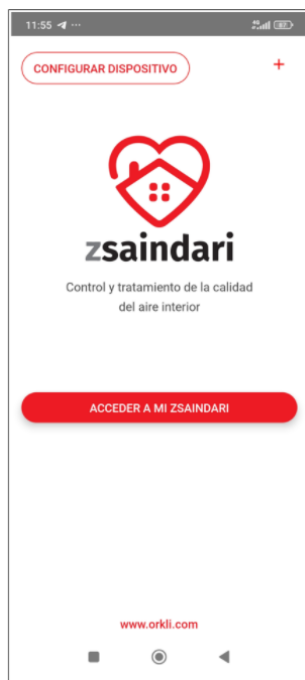 11:55
CONFIGURAR DISPOSITIVO
+
zsaindari
Control y tratamiento de la calidad
del aire interior
ACCEDER A MI ZSAINDARI
www.orkli.com